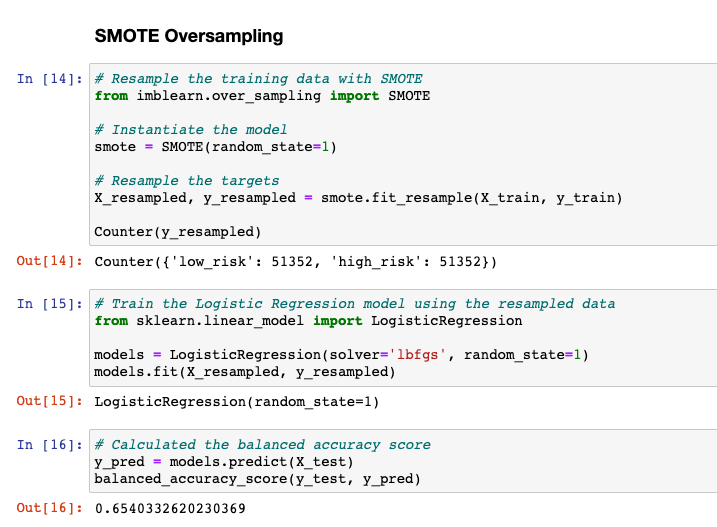 SMOTE Oversampling
In [14]: # Resample the training data with SMOTE
from imblearn.over_sampling import SMOTE
# Instantiate the model
smote = SMOTE(random_state=1)
# Resample the targets
X_resampled, y_resampled = smote.fit_resample(X_train, y_train)
Counter(y_resampled)
Out[14]: Counter({'low_risk': 51352, 'high_risk': 51352})
In [15]: # Train the Logistic Regression model using the resampled data
from sklearn.linear_model import LogisticRegression
models = LogisticRegression(solver='lbfgs', random_state=1)
models.fit(X_resampled, y_resampled)
Out[15]: LogisticRegression(random_state=1)
In [16]: # Calculated the balanced accuracy score
y_pred = models.predict(X_test)
balanced_accuracy_score(y_test, y_pred)
Out[16]: 0.6540332620230369